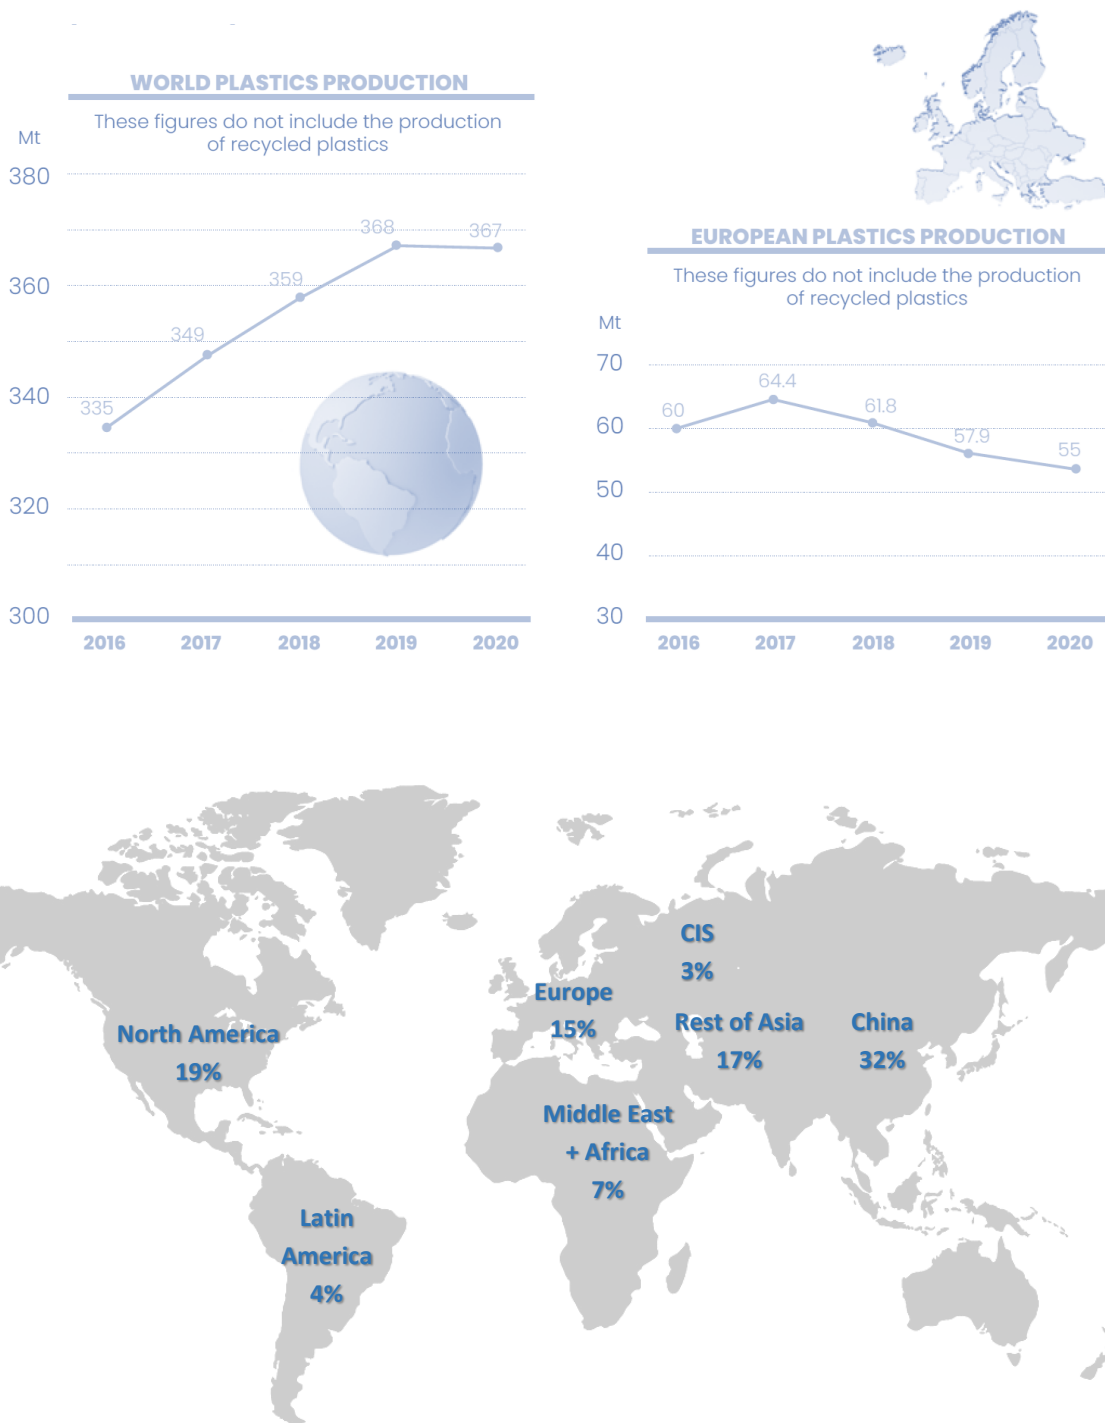 WORLD PLASTICS PRODUCTION
These figures do not include the production
of recycled plastics
Mt
380
360
340
320
300
335
349
359
368
367
2016 2017 2018 2019 2020
EUROPEAN PLASTICS PRODUCTION
These figures do not include the production
of recycled plastics
Mt
70
60
50
40
30
60
64.4
61.8
57.9
55
2016 2017 2018 2019 2020
CIS
3%
Europe
15%
North America
19%
Rest of Asia
17%
China
32%
Middle East
+ Africa
7%
Latin
America
4%